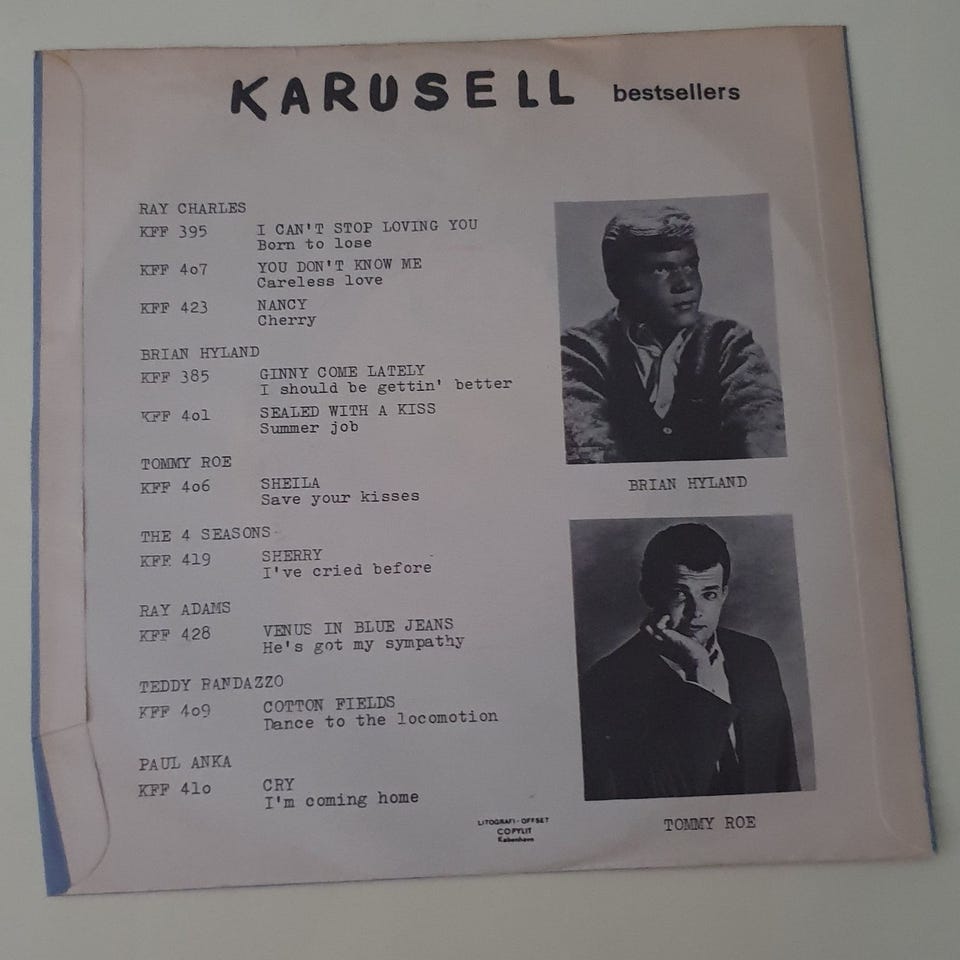 KARUSELL bestsellers
RAY CHARLES
KFF 395 I CAN'T STOP LOVING YOU
Born to lose
KFF 4o7 YOU DON'T KNOW ME
Careless love
KFF 423 NANCY
Cherry
BRIAN HYLAND
KFF 385 GINNY COME LATELY
I should be gettin' better
KFF 4o1 SEALED WITH A KISS
Summer job
TOMMY ROE
KFF 4o6 SHEILA
Save your kisses
THE 4 SEASONS
KFF 419 SHERRY
I've cried before
RAY ADAMS
KFF 428 VENUS IN BLUE JEANS
He's got my sympathy
TEDDY RANDAZZO
KFF 4o9 COTTON FIELDS
Dance to the locomotion
PAUL ANKA
KFF 41o CRY
I'm coming home
BRIAN HYLAND
TOMMY ROE
LITOGRAFI - OFFSET
COPYLIT
København